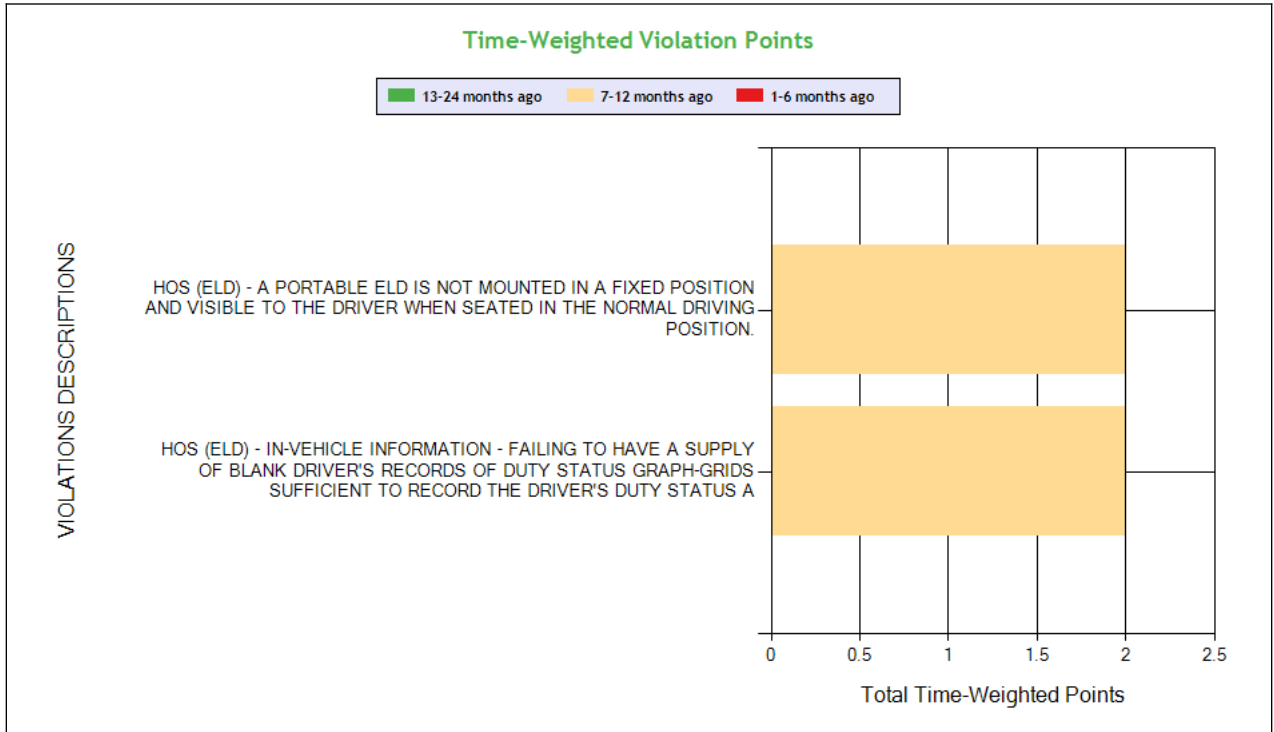 Time-Weighted Violation Points
13-24 months ago 7-12 months ago 1-6 months ago
VIOLATIONS DESCRIPTIONS
HOS (ELD) - A PORTABLE ELD IS NOT MOUNTED IN A FIXED POSITION
AND VISIBLE TO THE DRIVER WHEN SEATED IN THE NORMAL DRIVING
POSITION.
HOS (ELD) - IN-VEHICLE INFORMATION - FAILING TO HAVE A SUPPLY
OF BLANK DRIVER'S RECORDS OF DUTY STATUS GRAPH-GRIDS
SUFFICIENT TO RECORD THE DRIVER'S DUTY STATUS A
0 0.5 1 1.5 2 2.5
Total Time-Weighted Points